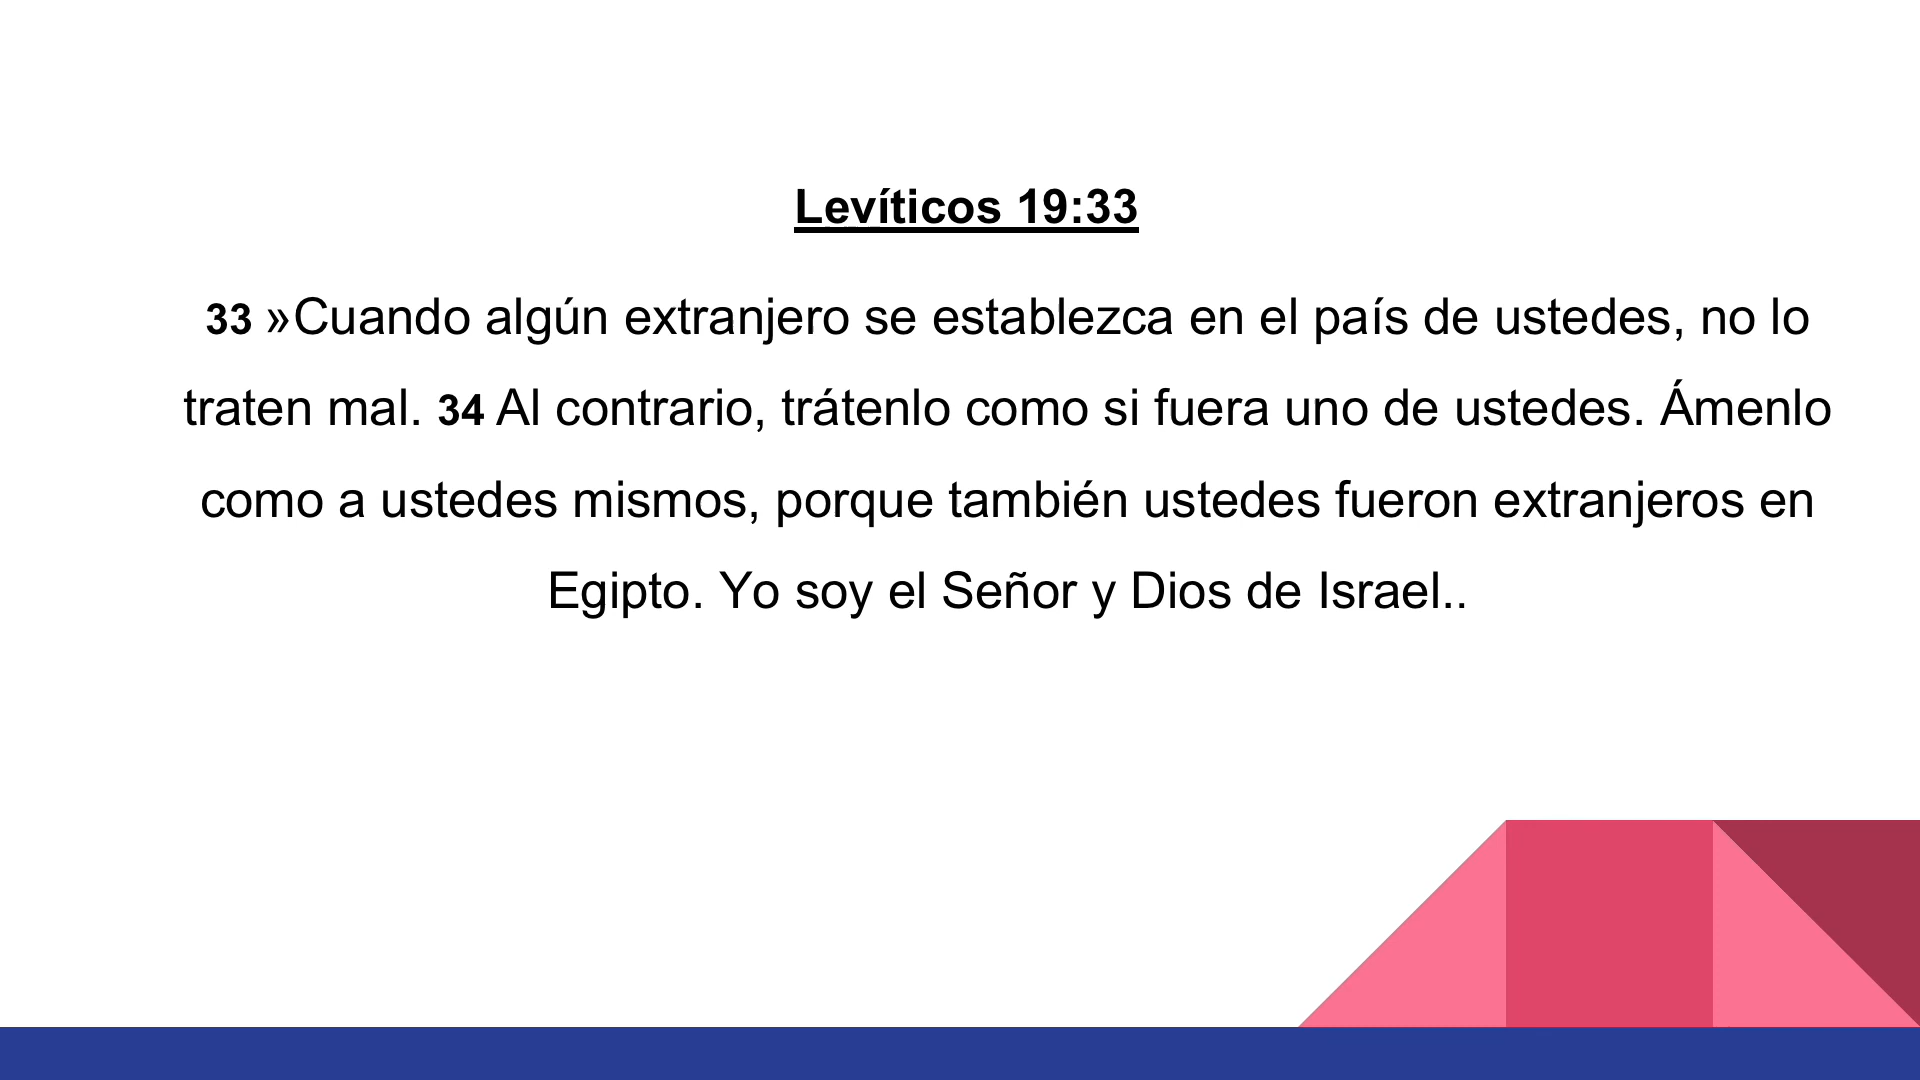 Levíticos 19:33
33 »Cuando algún extranjero se establezca en el país de ustedes, no lo
traten mal. 34 Al contrario, trátenlo como si fuera uno de ustedes. Ámenlo
como a ustedes mismos, porque también ustedes fueron extranjeros en
Egipto. Yo soy el Señor y Dios de Israel..